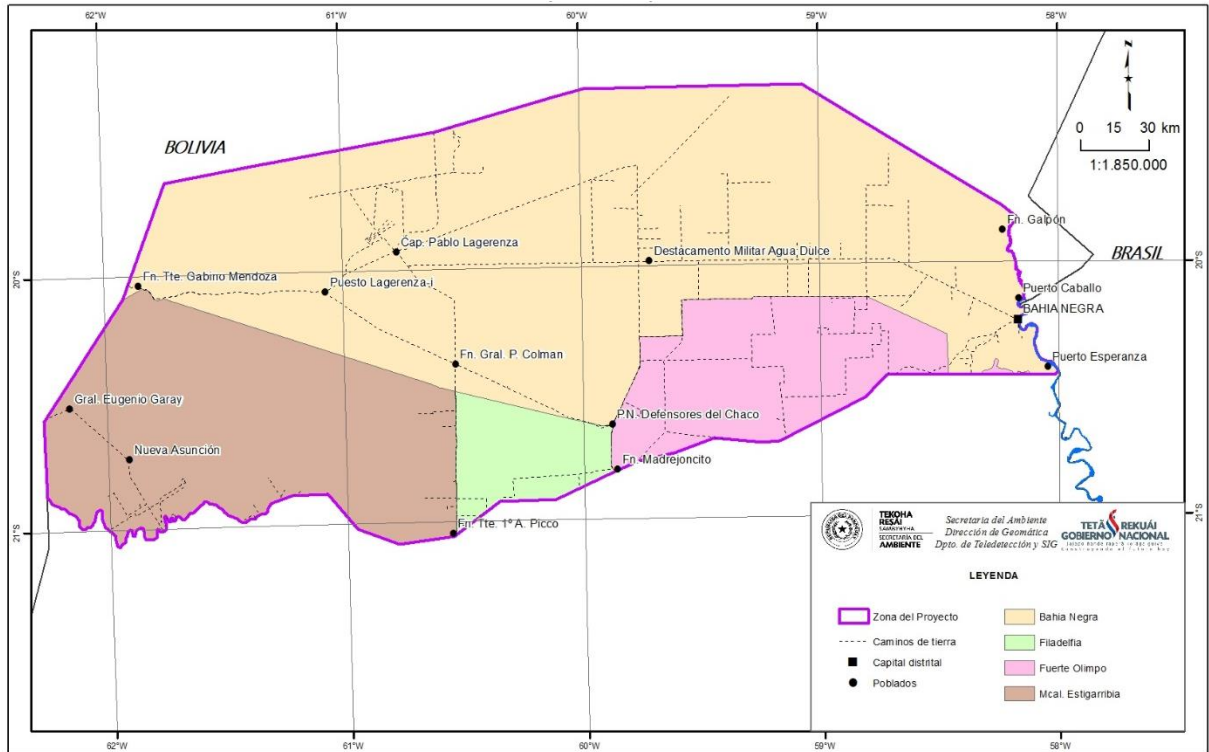 62°W 61°W 60°W 59°W 58°W
N
0 15 30 km
1:1.850.000
BOLIVIA
BRASIL
Fn. Galpón
Cap. Pablo Lagerenza
Destacamento Militar Agua Dulce
20°S
20°S
Fn. Tte. Gabino Mendoza
Puesto Lagerenza-i
Puerto Caballo
BAHIA NEGRA
Fn. Gral. P. Colman
Puerto Esperanza
Gral. Eugenio Garay
P.N. Defensores del Chaco
Nueva Asunción
Fn. Madrejoncito
21°S
21°S
Fn. Tte. 1º A. Picco
TEKOHA
RESÃI
SÃMBYHYHA
SECRETARIA DEL
AMBIENTE
Secretaria del Ambiente
Dirección de Geomática
Dpto. de Teledetección y SIG
TETÃ REKUÁI
GOBIERNO NACIONAL
LEYENDA
Zona del Proyecto
Caminos de tierra
Capital distrital
Poblados
Bahia Negra
Filadelfia
Fuerte Olimpo
Mcal. Estigarribia
62°W 61°W 60°W 59°W 58°W